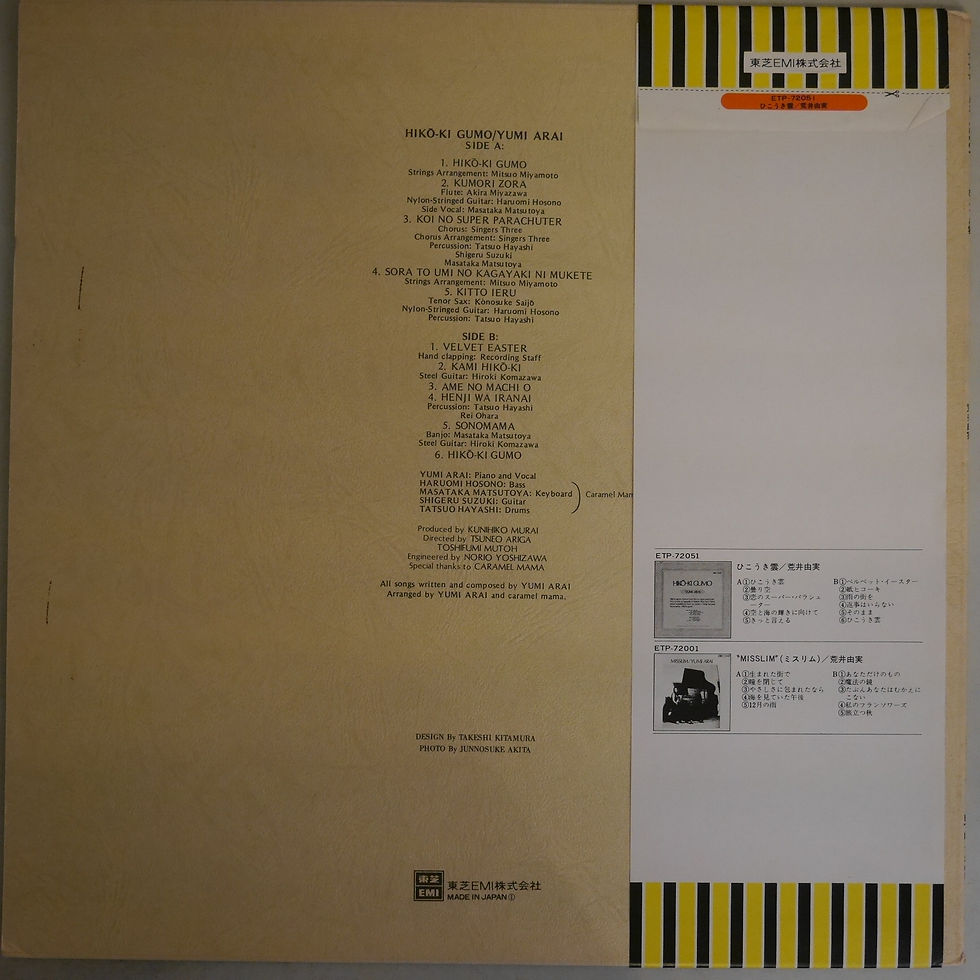 HIKŌ-KI GUMO/YUMI ARAI
SIDE A:
1. HIKŌ-KI GUMO
Strings Arrangement: Mitsuo Miyamoto
2. KUMORI ZORA
Flute: Akira Miyazawa
Nylon-Stringed Guitar: Haruomi Hosono
Side Vocal: Masataka Matsutoya
3. KOI NO SUPER PARACHUTER
Chorus: Singers Three
Chorus Arrangement: Singers Three
Percussion: Tatsuo Hayashi
Shigeru Suzuki
Masataka Matsutoya
4. SORA TO UMI NO KAGAYAKI NI MUKETE
Strings Arrangement: Mitsuo Miyamoto
5. KITTO IERU
Tenor Sax: Kōnosuke Saijō
Nylon-Stringed Guitar: Haruomi Hosono
Percussion: Tatsuo Hayashi
SIDE B:
1. VELVET EASTER
Hand clapping: Recording Staff
2. KAMI HIKŌ-KI
Steel Guitar: Hiroki Komazawa
3. AME NO MACHI O
4. HENJI WA IRANAI
Percussion: Tatsuo Hayashi
Rei Ohara
5. SONOMAMA
Banjo: Masataka Matsutoya
Steel Guitar: Hiroki Komazawa
6. HIKŌ-KI GUMO
YUMI ARAI: Piano and Vocal
HARUOMI HOSONO: Bass
MASATAKA MATSUTOYA: Keyboard
SHIGERU SUZUKI: Guitar
TATSUO HAYASHI: Drums
Caramel Mam
Produced by KUNIHIKO MURAI
Directed by TSUNEO ARIGA
TOSHIFUMI MUTOH
Engineered by NORIO YOSHIZAWA
Special thanks to CARAMEL MAMA
All songs written and composed by YUMI ARAI
Arranged by YUMI ARAI and caramel mama.
DESIGN By TAKESHI KITAMURA
PHOTO By JUNNOSUKE AKITA
東芝
EMI
東芝EMI株式会社
MADE IN JAPAN Ⓘ
東芝EMI株式会社
ETP-72051
ひこうき雲/荒井由実
ETP-72051
HIKŌ-KI GUMO
YUMI ARAI
ひこうき雲/荒井由実
A①ひこうき雲
②曇り空
③恋のスーパー・パラシュ
ーター
④空と海の輝きに向けて
⑤きっと言える
B①ベルベット・イースター
②紙ヒコーキ
③雨の街を
④返事はいらない
⑤そのまま
⑥ひこうき雲
ETP-72001
MISSLIM/YUMI ARAI
"MISSLIM"(ミスリム)/荒井由実
A①生まれた街で
②瞳を閉じて
③やさしさに包まれたなら
④海を見ていた午後
⑤12月の雨
B①あなただけのもの
②魔法の鏡
③たぶんあなたはむかえに
こない
④私のフランソワーズ
⑤旅立つ秋